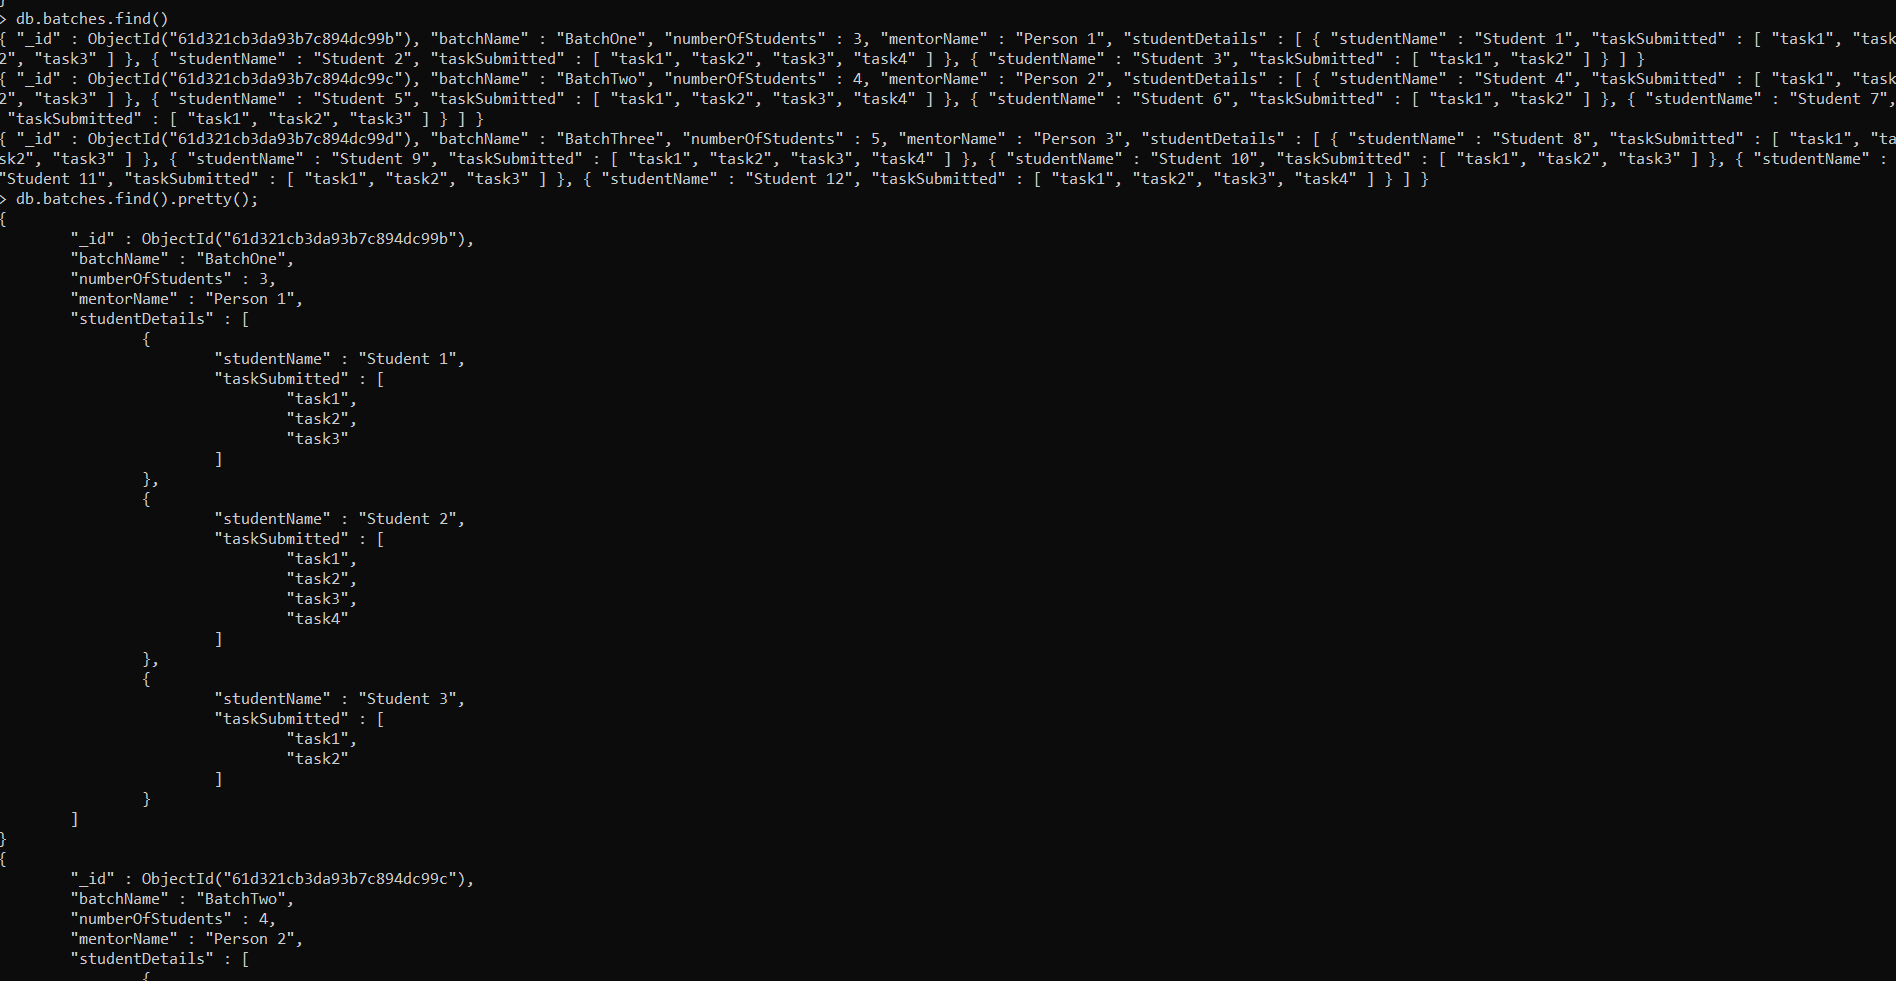 }
> db.batches.find()
{ "_id" : ObjectId("61d321cb3da93b7c894dc99b"), "batchName" : "BatchOne", "numberOfStudents" : 3, "mentorName" : "Person 1", "studentDetails" : [ { "studentName" : "Student 1", "taskSubmitted" : [ "task1", "task
2", "task3" ] }, { "studentName" : "Student 2", "taskSubmitted" : [ "task1", "task2", "task3", "task4" ] }, { "studentName" : "Student 3", "taskSubmitted" : [ "task1", "task2" ] } ] }
{ "_id" : ObjectId("61d321cb3da93b7c894dc99c"), "batchName" : "BatchTwo", "numberOfStudents" : 4, "mentorName" : "Person 2", "studentDetails" : [ { "studentName" : "Student 4", "taskSubmitted" : [ "task1", "task
2", "task3" ] }, { "studentName" : "Student 5", "taskSubmitted" : [ "task1", "task2", "task3", "task4" ] }, { "studentName" : "Student 6", "taskSubmitted" : [ "task1", "task2" ] }, { "studentName" : "Student 7",
"taskSubmitted" : [ "task1", "task2", "task3" ] } ] }
{ "_id" : ObjectId("61d321cb3da93b7c894dc99d"), "batchName" : "BatchThree", "numberOfStudents" : 5, "mentorName" : "Person 3", "studentDetails" : [ { "studentName" : "Student 8", "taskSubmitted" : [ "task1", "ta
sk2", "task3" ] }, { "studentName" : "Student 9", "taskSubmitted" : [ "task1", "task2", "task3", "task4" ] }, { "studentName" : "Student 10", "taskSubmitted" : [ "task1", "task2", "task3" ] }, { "studentName" :
"Student 11", "taskSubmitted" : [ "task1", "task2", "task3" ] }, { "studentName" : "Student 12", "taskSubmitted" : [ "task1", "task2", "task3", "task4" ] } ] }
> db.batches.find().pretty();
{
"_id" : ObjectId("61d321cb3da93b7c894dc99b"),
"batchName" : "BatchOne",
"numberOfStudents" : 3,
"mentorName" : "Person 1",
"studentDetails" : [
{
"studentName" : "Student 1",
"taskSubmitted" : [
"task1",
"task2",
"task3"
]
},
{
"studentName" : "Student 2",
"taskSubmitted" : [
"task1",
"task2",
"task3",
"task4"
]
},
{
"studentName" : "Student 3",
"taskSubmitted" : [
"task1",
"task2"
]
}
]
}
{
"_id" : ObjectId("61d321cb3da93b7c894dc99c"),
"batchName" : "BatchTwo",
"numberOfStudents" : 4,
"mentorName" : "Person 2",
"studentDetails" : [
{